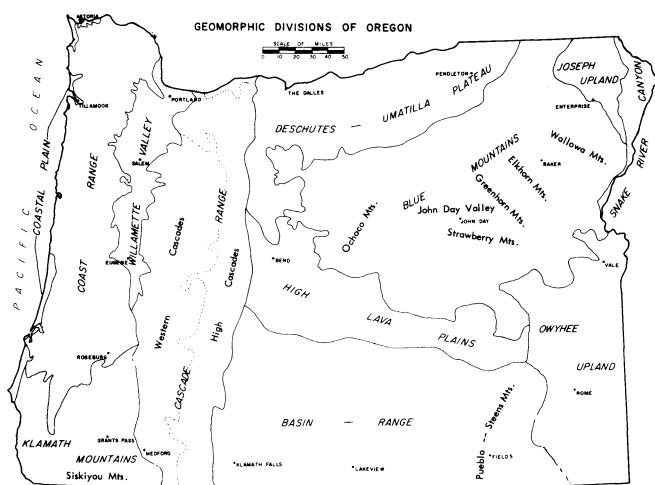 GEOMORPHIC DIVISIONS OF OREGON
SCALE OF MILES
0 10 20 30 40 50
ASTORIA
PACIFIC OCEAN
COASTAL PLAIN
TILLAMOOK
PORTLAND
THE DALLES
PENDLETON
JOSEPH
UPLAND
SNAKE RIVER CANYON
ENTERPRISE
DESCHUTES — UMATILLA PLATEAU
COAST RANGE
SALEM
WILLAMETTE VALLEY
Wallowa Mts.
BAKER
BLUE MOUNTAINS
Elkhorn Mts.
Greenhorn Mts.
John Day Valley
JOHN DAY
Strawberry Mts.
Ochoco Mts.
CASCADE RANGE
Western Cascades
High Cascades
EUGENE
BEND
VALE
HIGH LAVA PLAINS
OWYHEE
UPLAND
ROSEBURG
ROME
BASIN — RANGE
Pueblo — Steens Mts.
FIELDS
KLAMATH
MOUNTAINS
GRANTS PASS
MEDFORD
Siskiyou Mts.
KLAMATH FALLS
LAKEVIEW